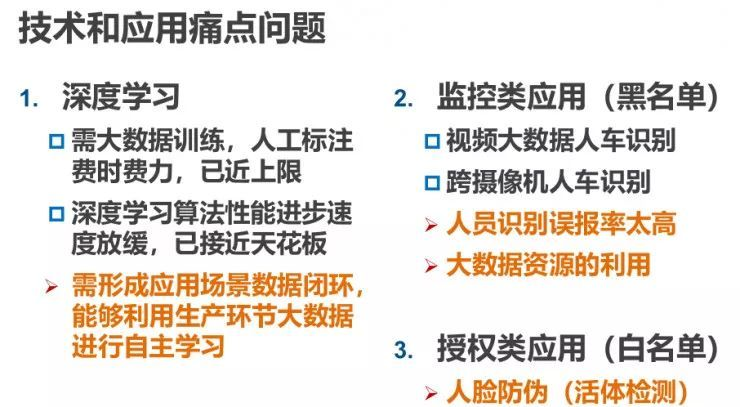 技术和应用痛点问题
1. 深度学习
需大数据训练，人工标注
费时费力，已近上限
深度学习算法性能进步速
度放缓，已接近天花板
需形成应用场景数据闭环，
能够利用生产环节大数据
进行自主学习
2. 监控类应用（黑名单）
视频大数据人车识别
跨摄像机人车识别
人员识别误报率太高
大数据资源的利用
3. 授权类应用（白名单）
人脸防伪（活体检测）